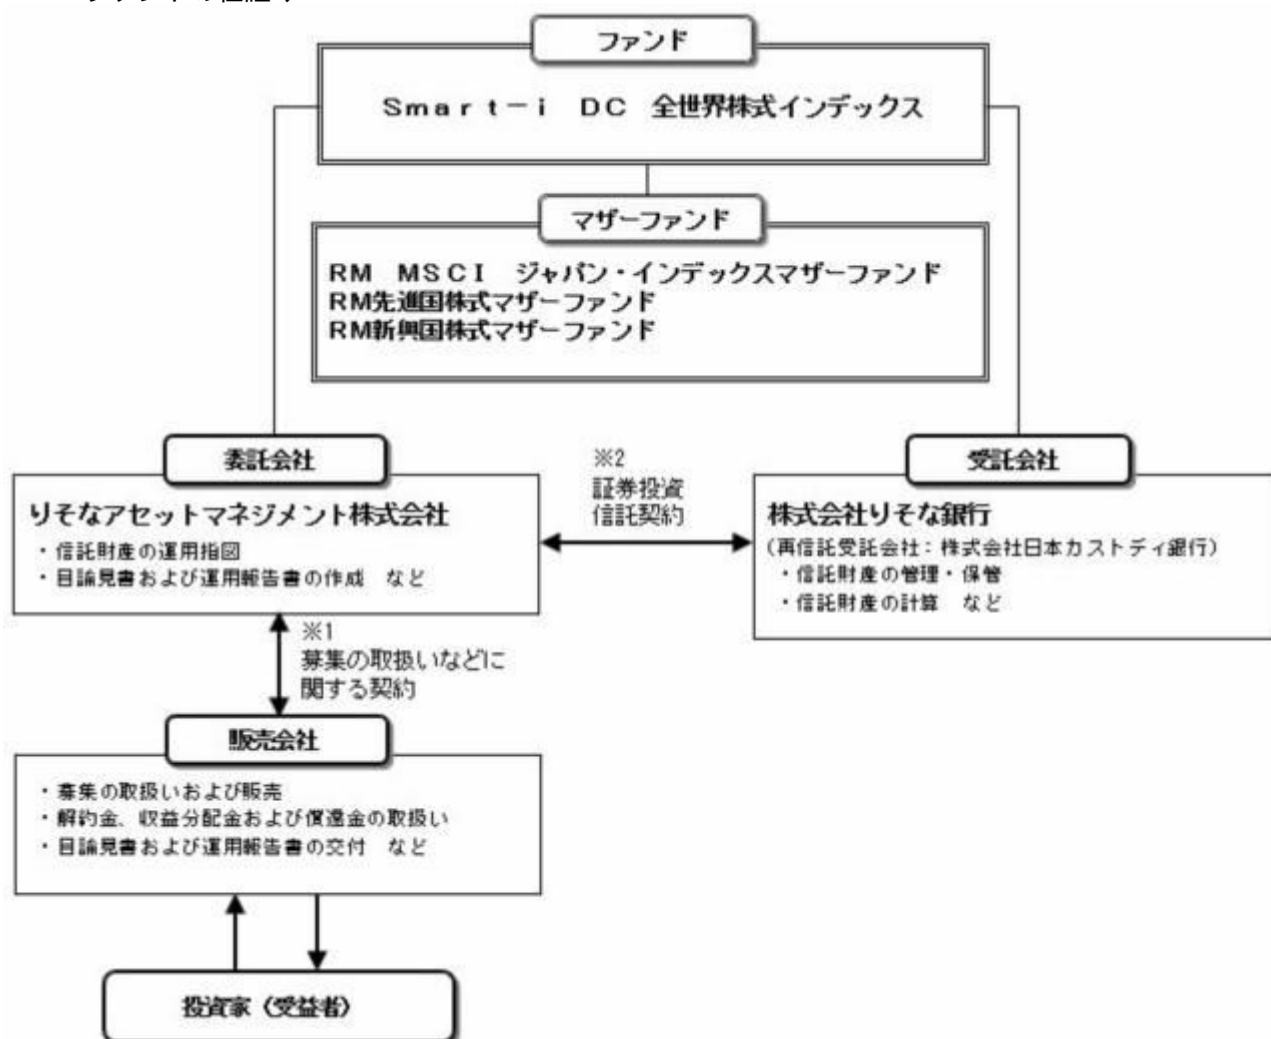 ファンド
Ｓｍａｒｔ－ｉ　ＤＣ　全世界株式インデックス
マザーファンド
ＲＭ　ＭＳＣＩ　ジャパン・インデックスマザーファンド
ＲＭ先進国株式マザーファンド
ＲＭ新興国株式マザーファンド
委託会社
りそなアセットマネジメント株式会社
・信託財産の運用指図
・目論見書および運用報告書の作成　など
※2
証券投資
信託契約
受託会社
株式会社りそな銀行
（再信託受託会社：株式会社日本カストディ銀行）
・信託財産の管理・保管
・信託財産の計算　など
※1
募集の取扱いなどに
関する契約
販売会社
・募集の取扱いおよび販売
・解約金、収益分配金および償還金の取扱い
・目論見書および運用報告書の交付　など
投資家（受益者）